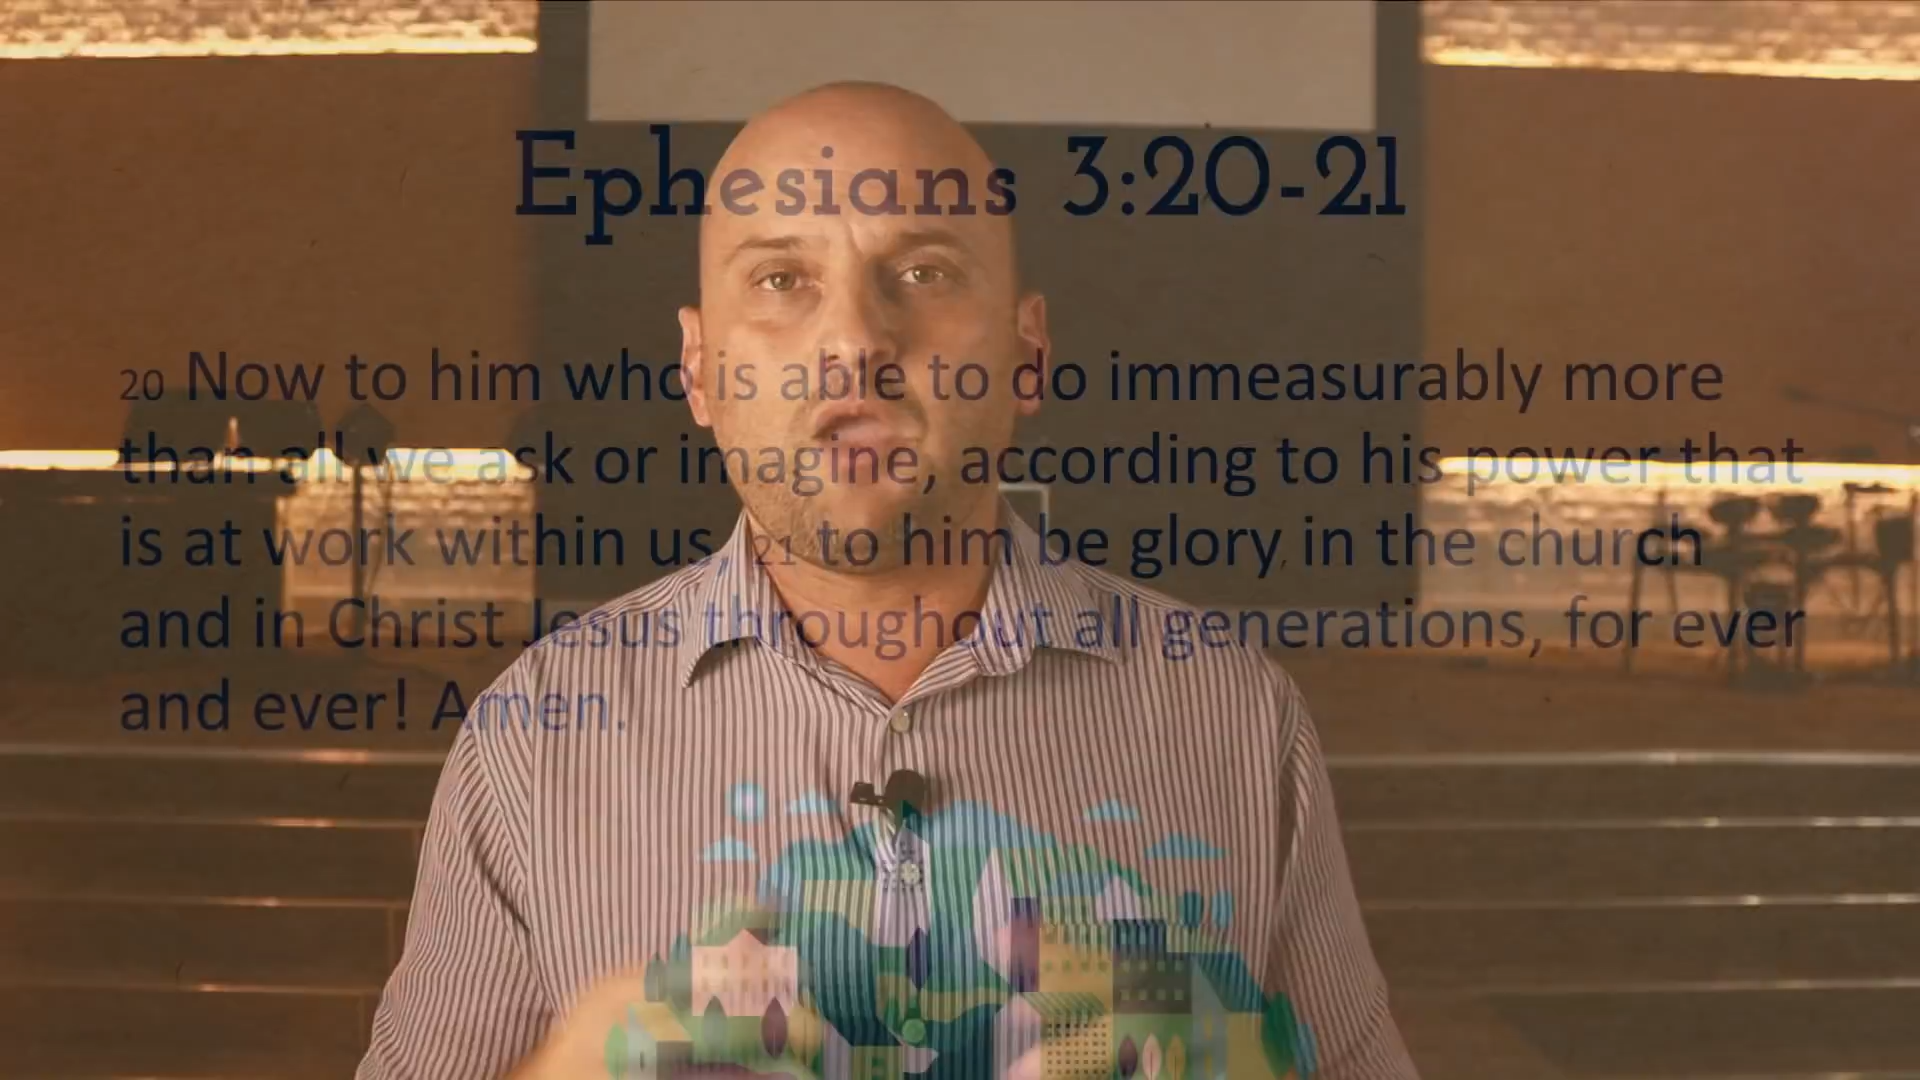 Ephesians 3:20-21
20 Now to him who is able to do immeasurably more
than all we ask or imagine, according to his power that
is at work within us, 21 to him be glory in the church
and in Christ Jesus throughout all generations, for ever
and ever! Amen.